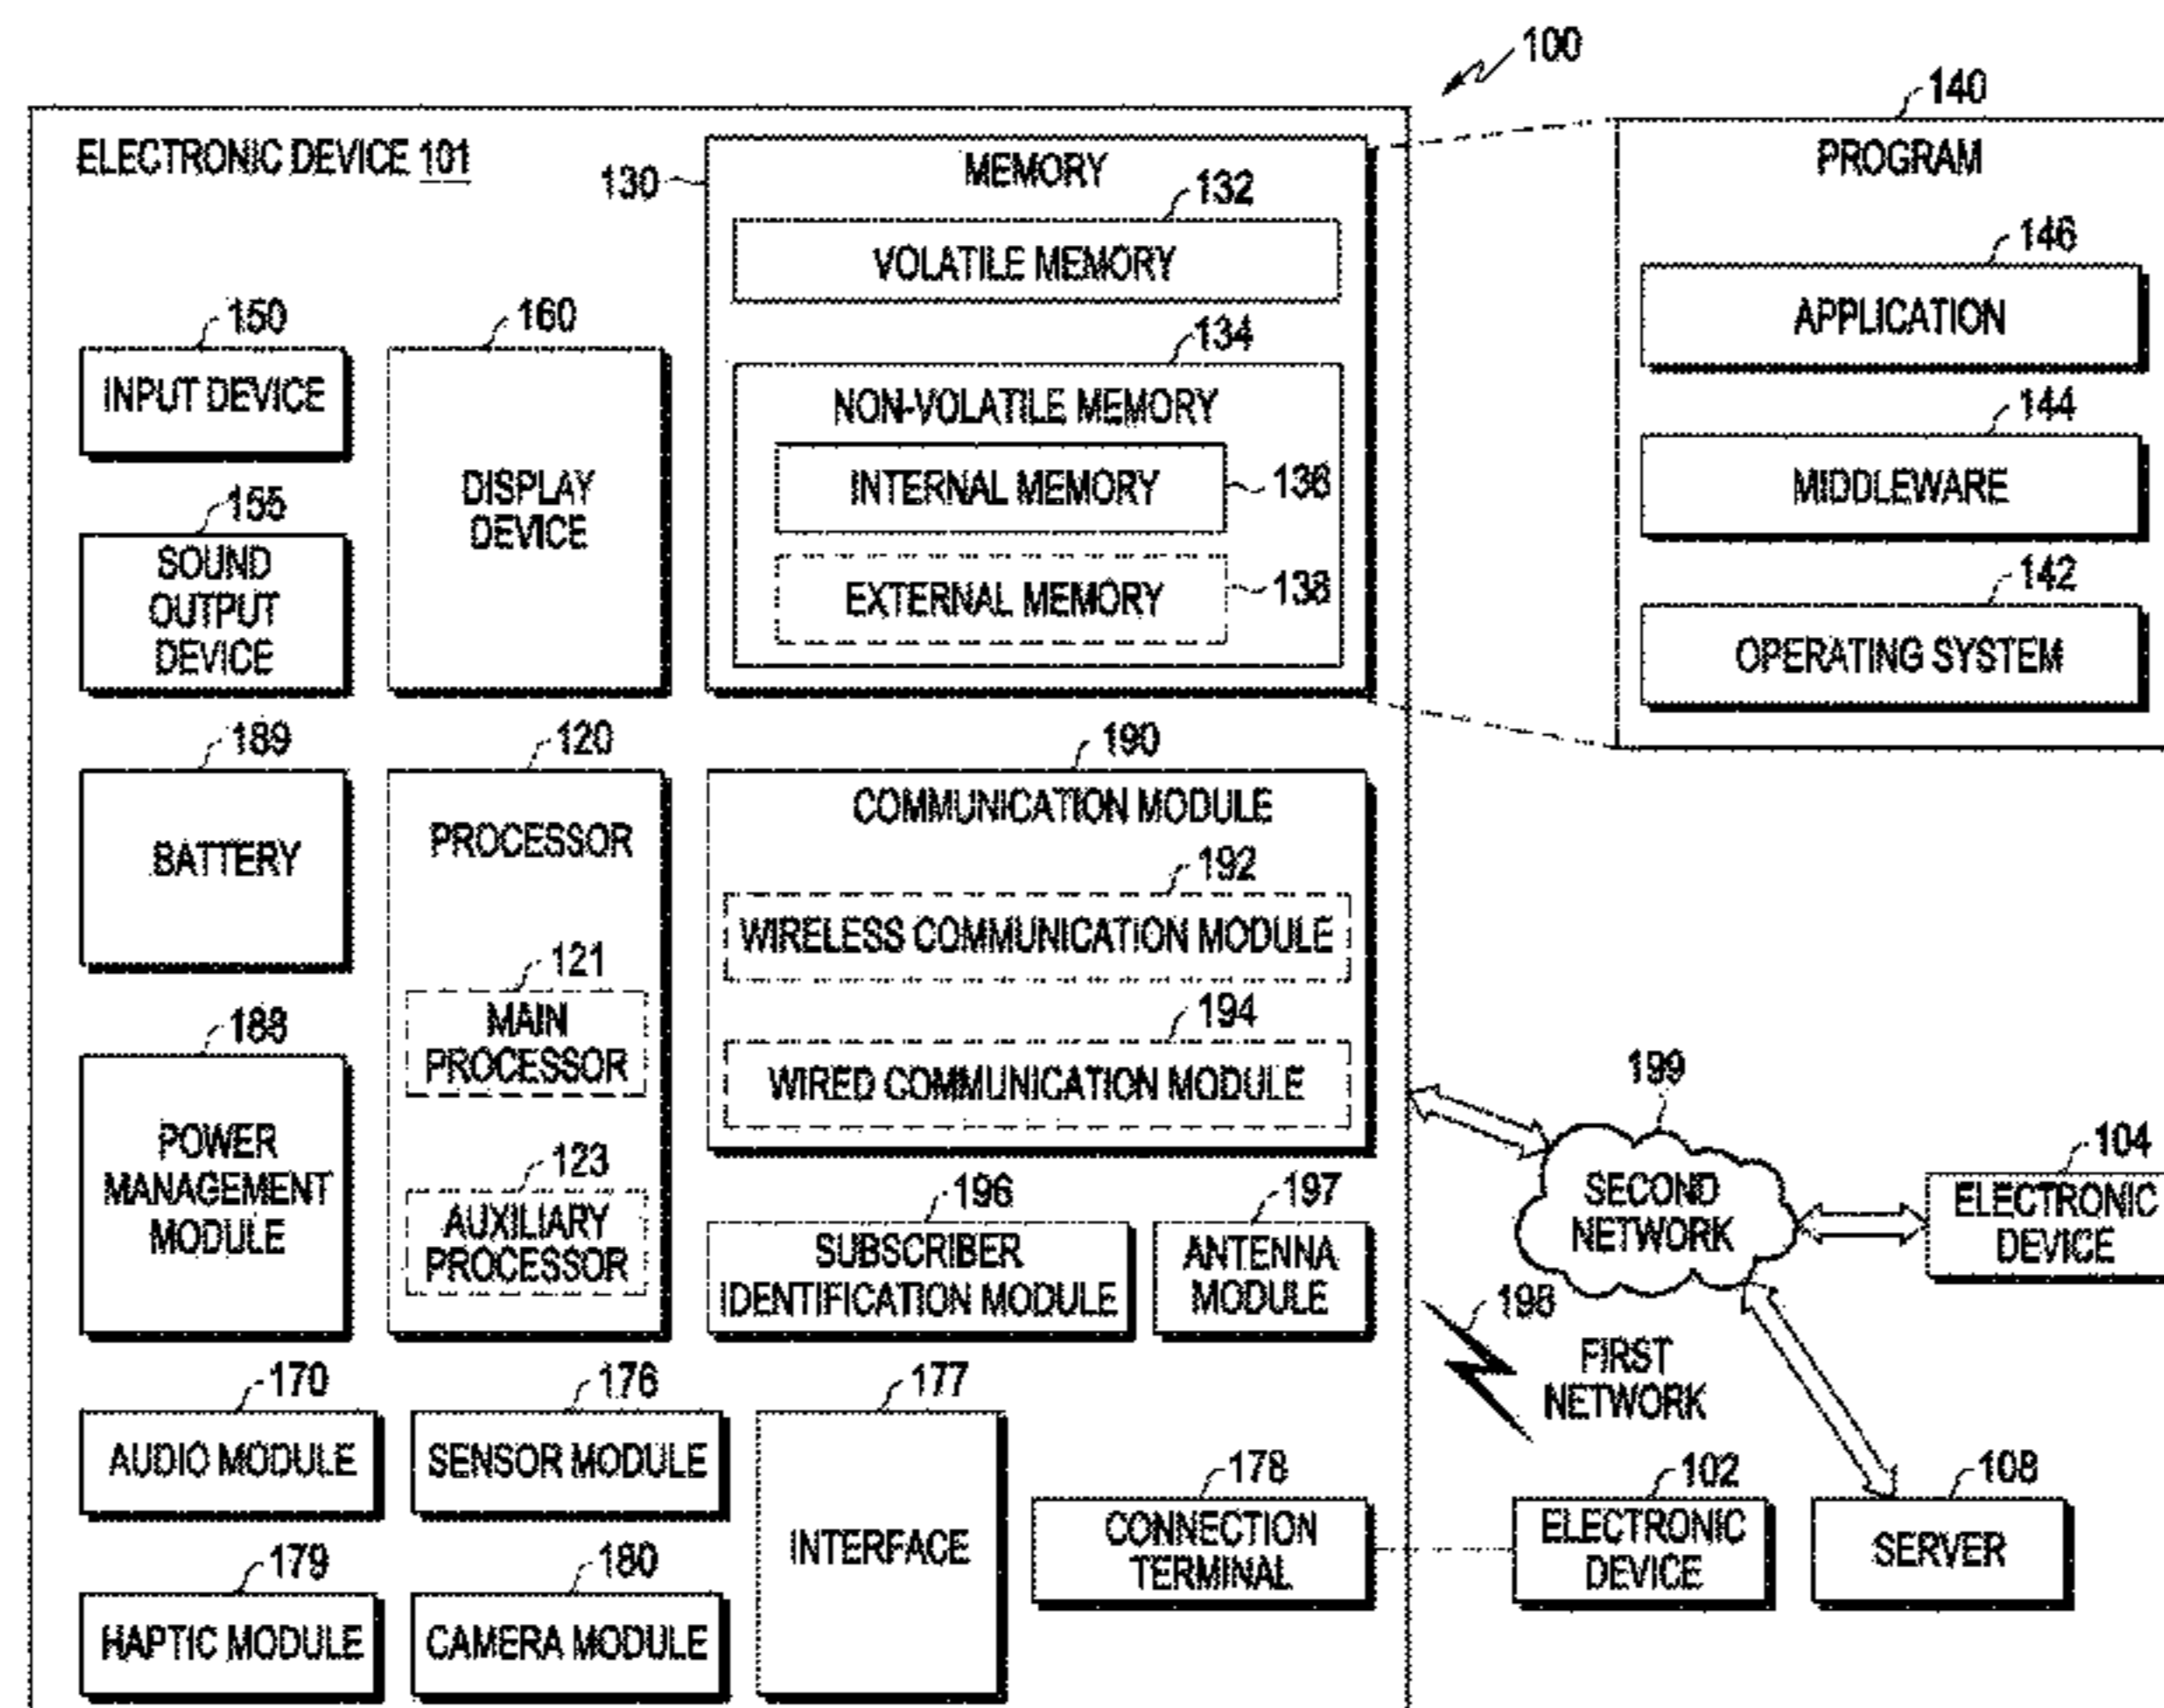 100
ELECTRONIC DEVICE 101
130
MEMORY
132
VOLATILE MEMORY
134
NON-VOLATILE MEMORY
INTERNAL MEMORY
136
EXTERNAL MEMORY
138
140
PROGRAM
146
APPLICATION
144
MIDDLEWARE
142
OPERATING SYSTEM
150
INPUT DEVICE
155
SOUND
OUTPUT
DEVICE
160
DISPLAY
DEVICE
189
BATTERY
188
POWER
MANAGEMENT
MODULE
120
PROCESSOR
121
MAIN
PROCESSOR
123
AUXILIARY
PROCESSOR
190
COMMUNICATION MODULE
192
WIRELESS COMMUNICATION MODULE
194
WIRED COMMUNICATION MODULE
196
SUBSCRIBER
IDENTIFICATION MODULE
197
ANTENNA
MODULE
199
SECOND
NETWORK
104
ELECTRONIC
DEVICE
198
FIRST
NETWORK
170
AUDIO MODULE
176
SENSOR MODULE
177
INTERFACE
178
CONNECTION
TERMINAL
102
ELECTRONIC
DEVICE
108
SERVER
179
HAPTIC MODULE
180
CAMERA MODULE